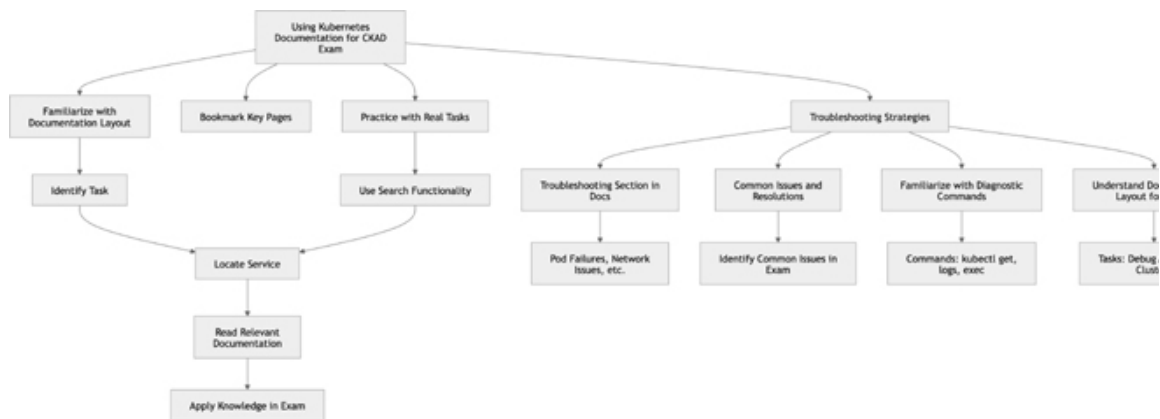 Using Kubernetes
Documentation for CKAD
Exam
Familiarize with
Documentation Layout
Bookmark Key Pages
Practice with Real Tasks
Troubleshooting Strategies
Identify Task
Use Search Functionality
Troubleshooting Section in
Docs
Common Issues and
Resolutions
Familiarize with Diagnostic
Commands
Understand
Layout
Locate Service
Pod Failures, Network
Issues, etc.
Identify Common Issues in
Exam
Commands: kubectl get,
logs, exec
Tasks: Debug
Read Relevant
Documentation
Apply Knowledge in Exam